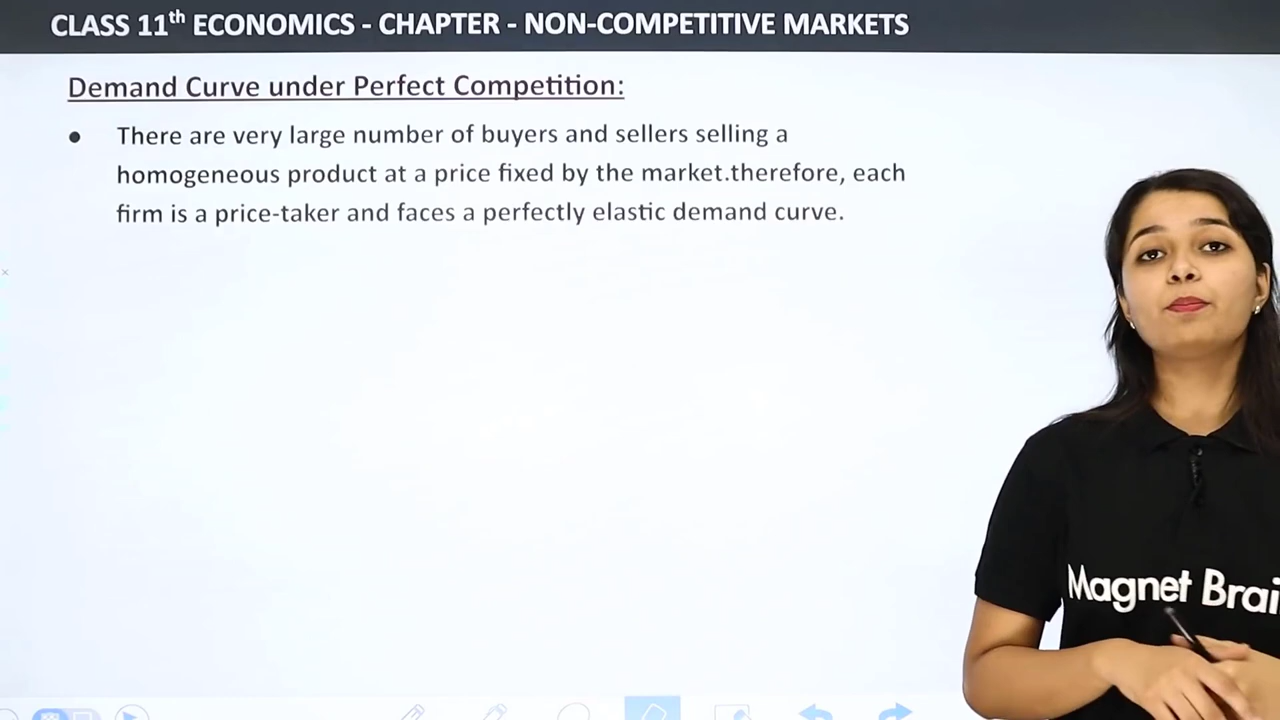 CLASS 11th ECONOMICS - CHAPTER - NON-COMPETITIVE MARKETS
Demand Curve under Perfect Competition:
There are very large number of buyers and sellers selling a
homogeneous product at a price fixed by the market.therefore, each
firm is a price-taker and faces a perfectly elastic demand curve.
Magnet Brai